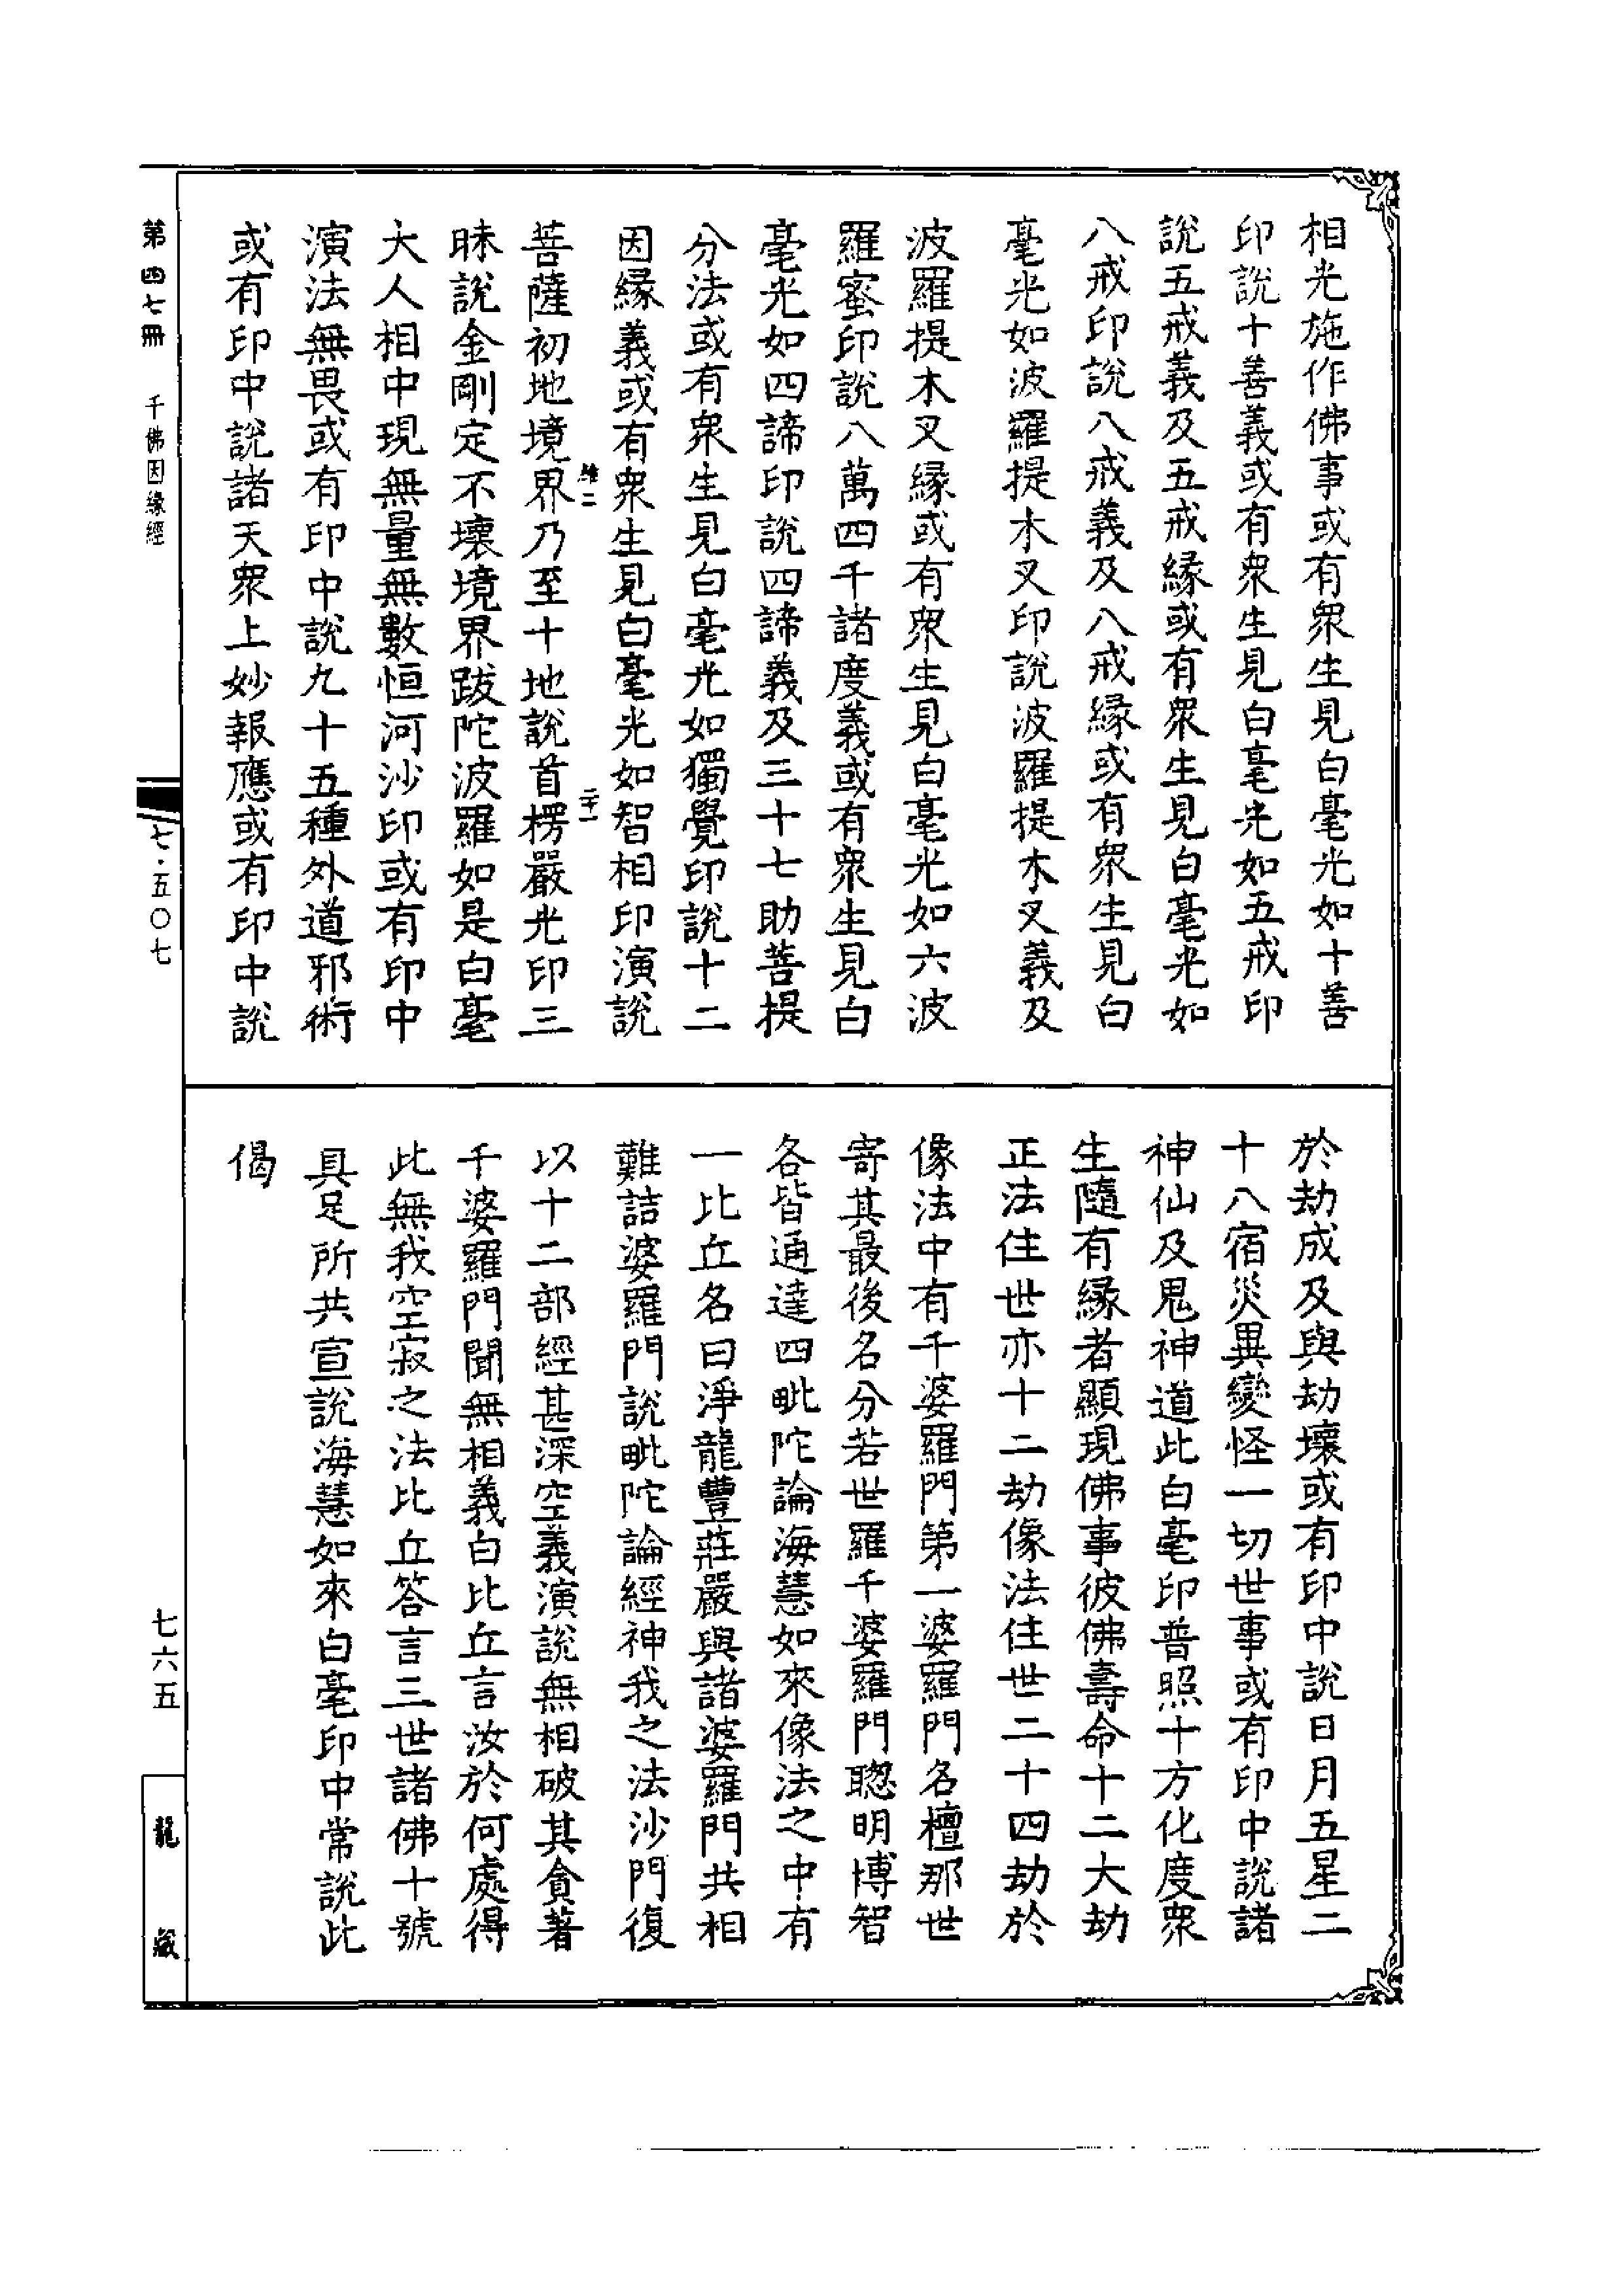 相光施作佛事或有衆生見白毫光如十善
印說十善義或有衆生見白毫光如五戒印
說五戒義及五戒緣或有衆生見白毫光如
八戒印說八戒義及八戒緣或有衆生見白
毫光如波羅提木叉印說波羅提木叉義及
波羅提木叉緣或有衆生見白毫光如六波
羅蜜印說八萬四千諸度義或有衆生見白
毫光如四諦印說四諦義及三十七助菩提
分法或有衆生見白毫光如獨覺印說十二
因緣義或有衆生見白毫光如智相印演說
二十一
菩薩初地境界乃至十地說首楞嚴光印三
昧說金剛定不壞境界跋陀波羅如是白毫
大人相中現無量無數恒河沙印或有印中
演法無畏或有印中說九十五種外道邪術
或有印中說諸天衆上妙報應或有印中說
於劫成及與劫壞或有印中說日月五星二
十八宿災異變怪一切世事或有印中說諸
神仙及鬼神道此白毫印普照十方化度衆
生隨有緣者顯現佛事彼佛壽命十二大劫
正法住世亦十二劫像法住世二十四劫於
像法中有千婆羅門第一婆羅門名檀那世
寄其最後名分若世羅千婆羅門聰明博智
各皆通達四毗陀論海慧如來像法之中有
一比丘名曰淨龍豐莊嚴與諸婆羅門共相
難詰婆羅門說毗陀論經神我之法沙門復
以十二部經甚深空義演說無相破其貪著
千婆羅門聞無相義白比丘言汝於何處得
此無我空寂之法比丘答言三世諸佛十號
具足所共宣說海慧如來白毫印中常說此
偈
第四七冊 千佛因緣經
七·五〇七
七六五
龍藏